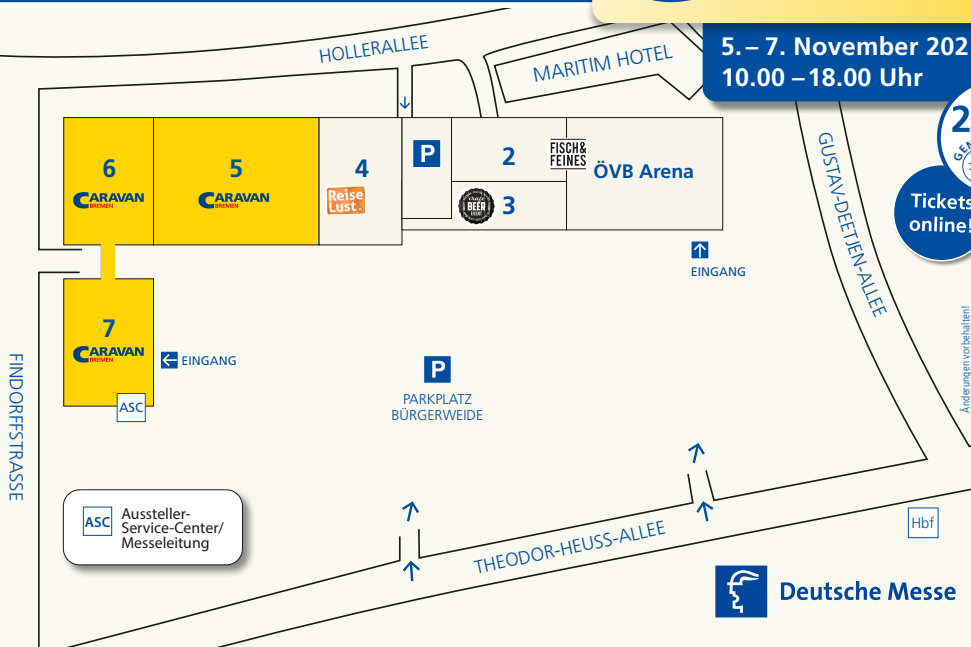 5. – 7. November 202
10.00 – 18.00 Uhr
HOLLERALLEE
MARITIM HOTEL
GUSTAV-DEETJEN-ALLEE
2
Tickets
online!
6
CARAVAN
BREMEN
5
CARAVAN
BREMEN
4
Reise
Lust.
P
2
FISCH&
FEINES
ÖVB Arena
BEER
3
EINGANG
7
CARAVAN
BREMEN
EINGANG
ASC
P
PARKPLATZ
BÜRGERWEIDE
FINDORFFSTRASSE
Änderungen vorbehalten!
ASC
Aussteller-
Service-Center/
Messeleitung
THEODOR-HEUSS-ALLEE
Hbf
Deutsche Messe